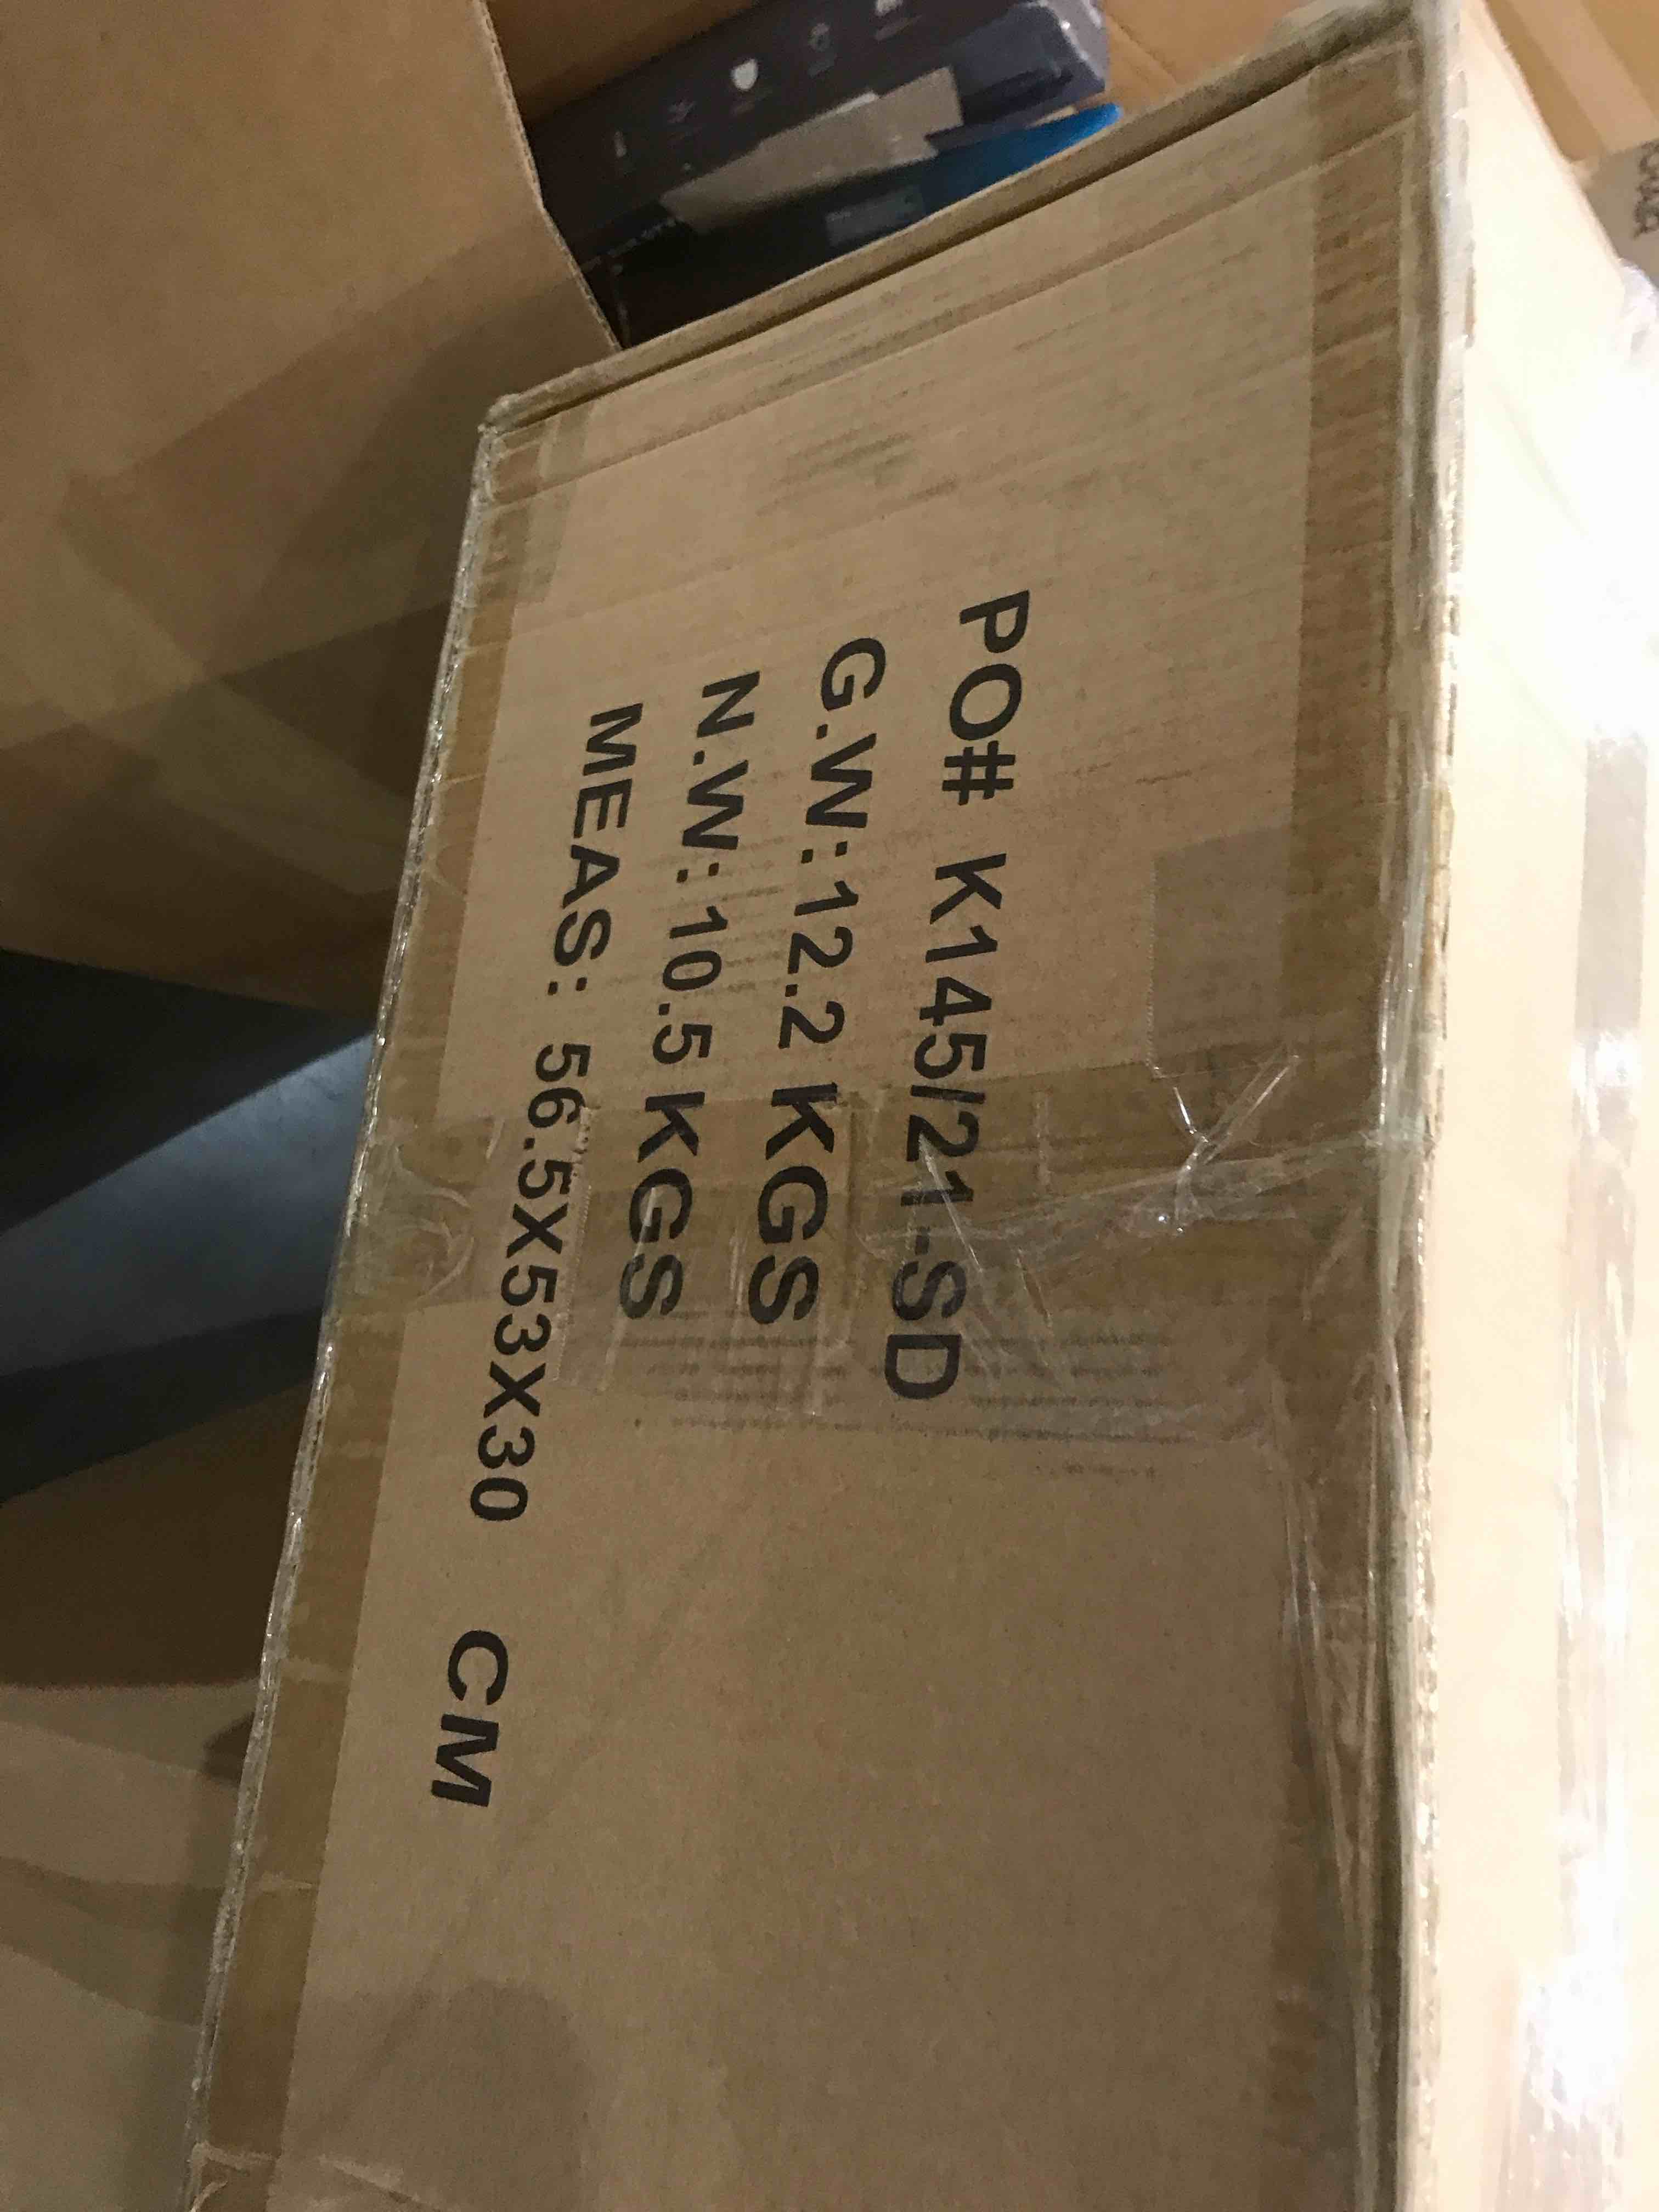 PO# K145/21-SD
G.W:12.2 KGS
N.W:10.5 KGS
MEAS: 56.5X53X30 CM